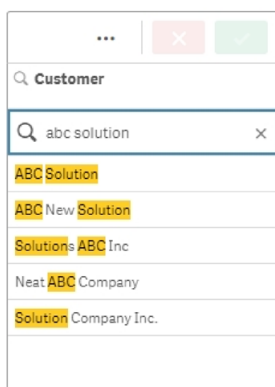 ...
Customer
abc solution
ABC Solution
ABC New Solution
Solutions ABC Inc
Neat ABC Company
Solution Company Inc.